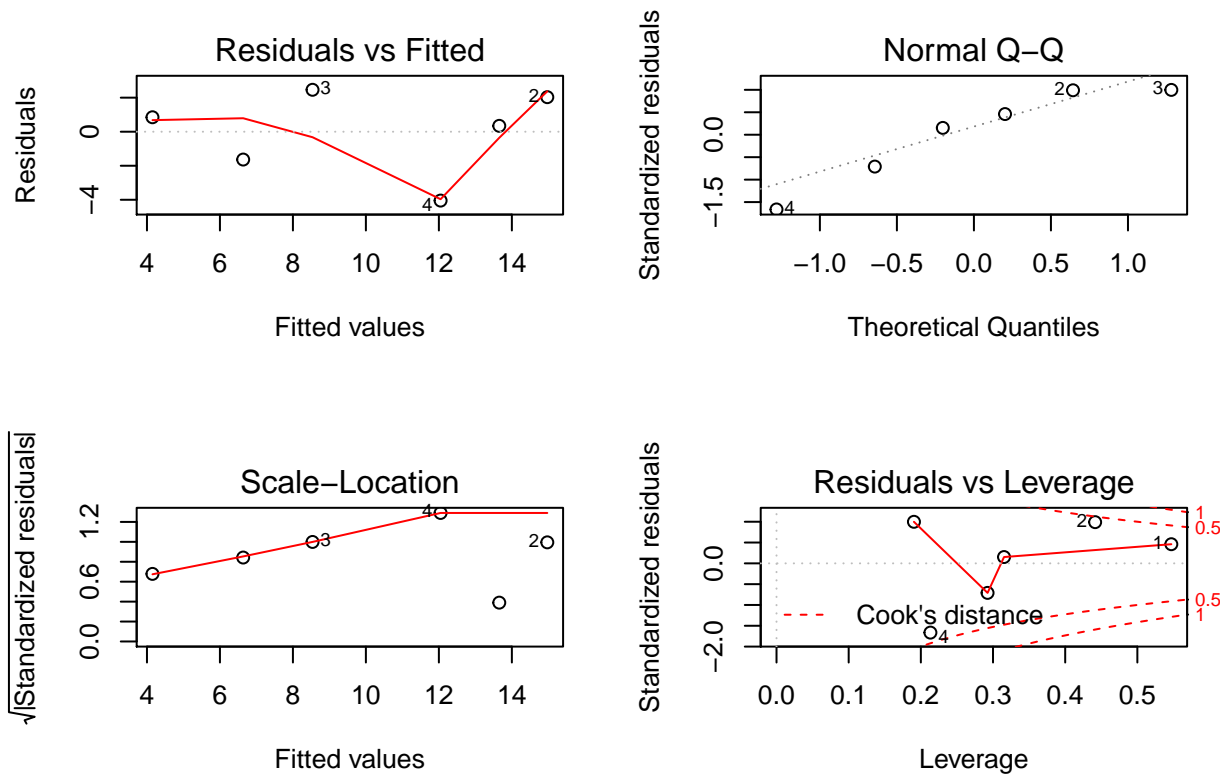 Residuals vs Fitted
Residuals
0
−4
3
2
4
4 6 8 10 12 14
Fitted values
Normal Q−Q
Standardized residuals
0.0
−1.5
2
3
4
−1.0 −0.5 0.0 0.5 1.0
Theoretical Quantiles
Scale−Location
√|Standardized residuals|
1.2
0.6
0.0
4
3
2
4 6 8 10 12 14
Fitted values
Residuals vs Leverage
Standardized residuals
0.0
−2.0
1
0.5
2
1
0.5
1
Cook's distance
4
0.0 0.1 0.2 0.3 0.4 0.5
Leverage